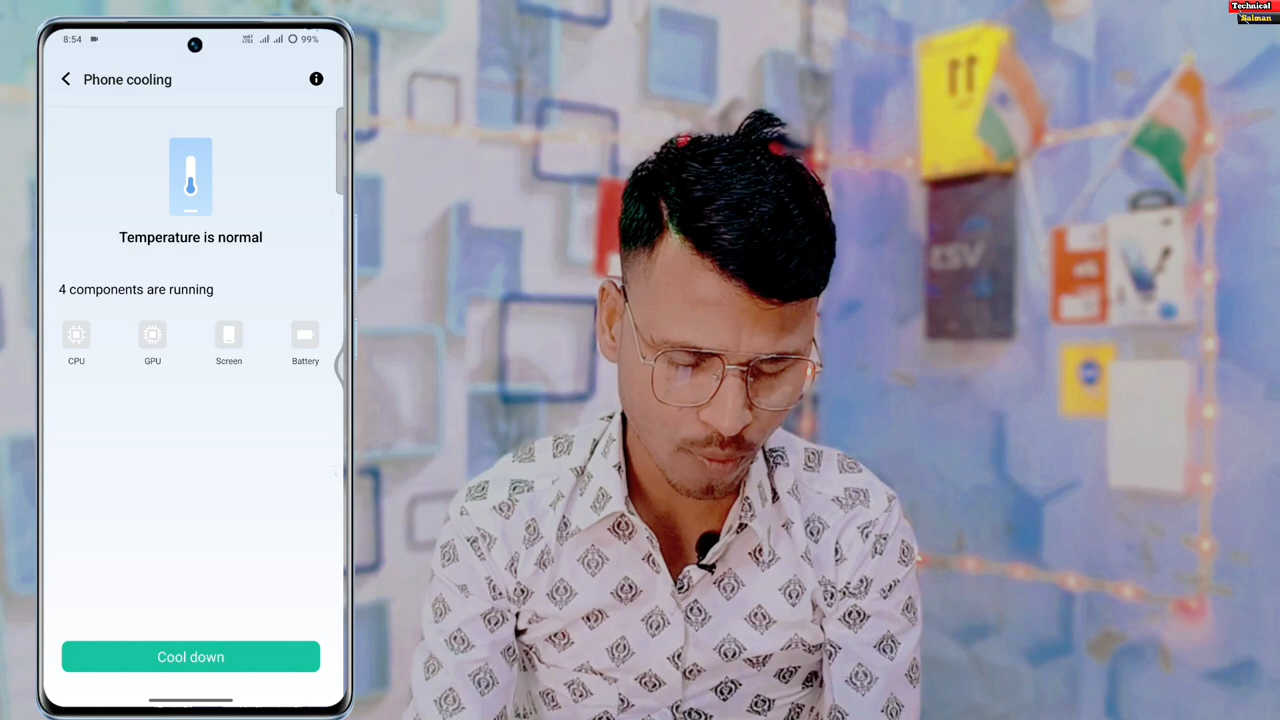 Technical
Salman
8:54
99%
Phone cooling
Temperature is normal
4 components are running
CPU
GPU
Screen
Battery
Cool down
11